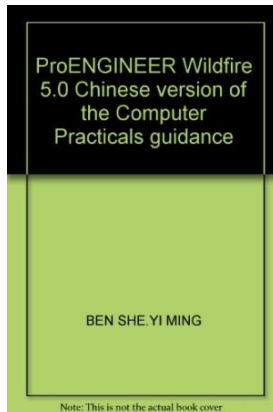 ProENGINEER Wildfire
5.0 Chinese version of
the Computer
Practicals guidance
BEN SHE.YI MING
Note: This is not the actual book cover